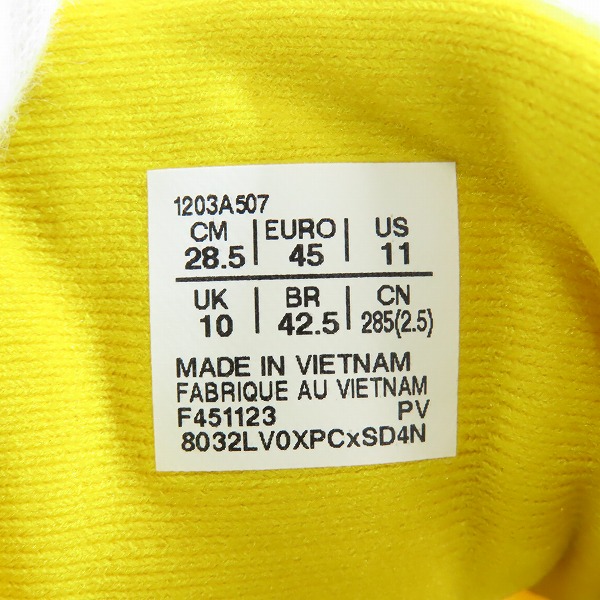 1203A507
CM EURO US
28.5 45 11
UK BR CN
10 42.5 285(2.5)
MADE IN VIETNAM
FABRIQUE AU VIETNAM
F451123 PV
8032LV0XPCxSD4N